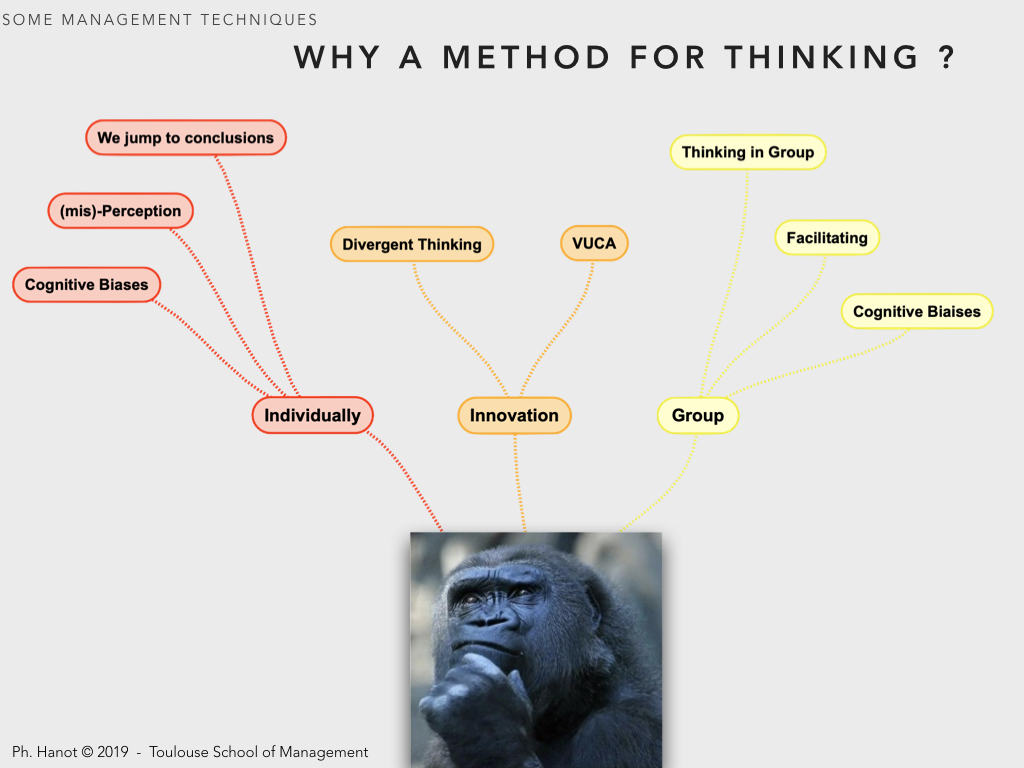 SOME MANAGEMENT TECHNIQUES
WHY A METHOD FOR THINKING ?
We jump to conclusions
(mis)-Perception
Cognitive Biases
Divergent Thinking
VUCA
Thinking in Group
Facilitating
Cognitive Biaises
Individually
Innovation
Group
Ph. Hanot © 2019 - Toulouse School of Management